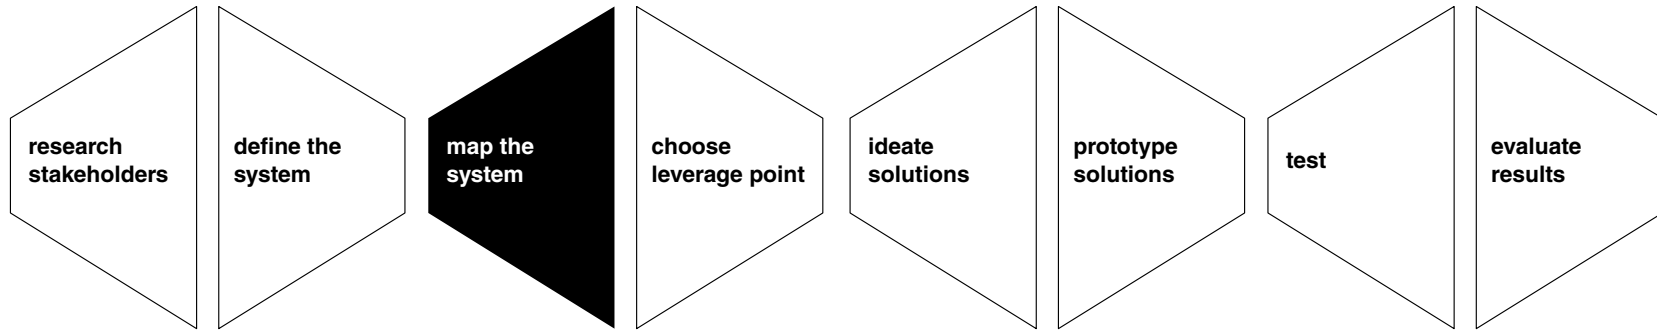 research
stakeholders
define the
system
map the
system
choose
leverage point
ideate
solutions
prototype
solutions
test
evaluate
results